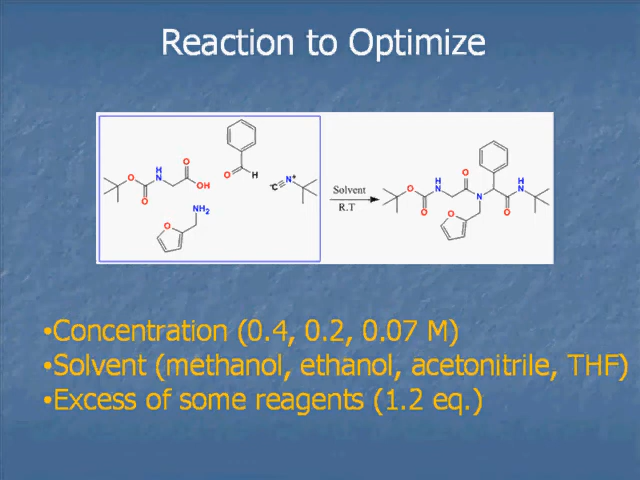 Reaction to Optimize
O
H
N
O
O
OH
O
H
⁻C≡N⁺
NH₂
O
Solvent
R.T
O
O
H
N
O
N
O
H
N
O
O
•Concentration (0.4, 0.2, 0.07 M)
•Solvent (methanol, ethanol, acetonitrile, THF)
•Excess of some reagents (1.2 eq.)